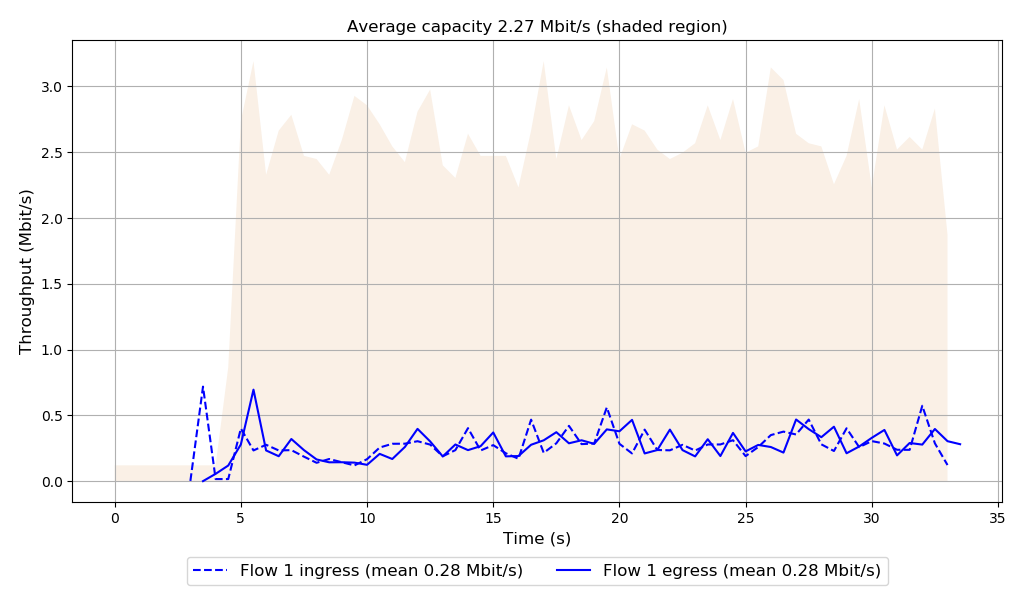 Average capacity 2.27 Mbit/s (shaded region)
Throughput (Mbit/s)
3.0
2.5
2.0
1.5
1.0
0.5
0.0
0 5 10 15 20 25 30 35
Time (s)
Flow 1 ingress (mean 0.28 Mbit/s) Flow 1 egress (mean 0.28 Mbit/s)